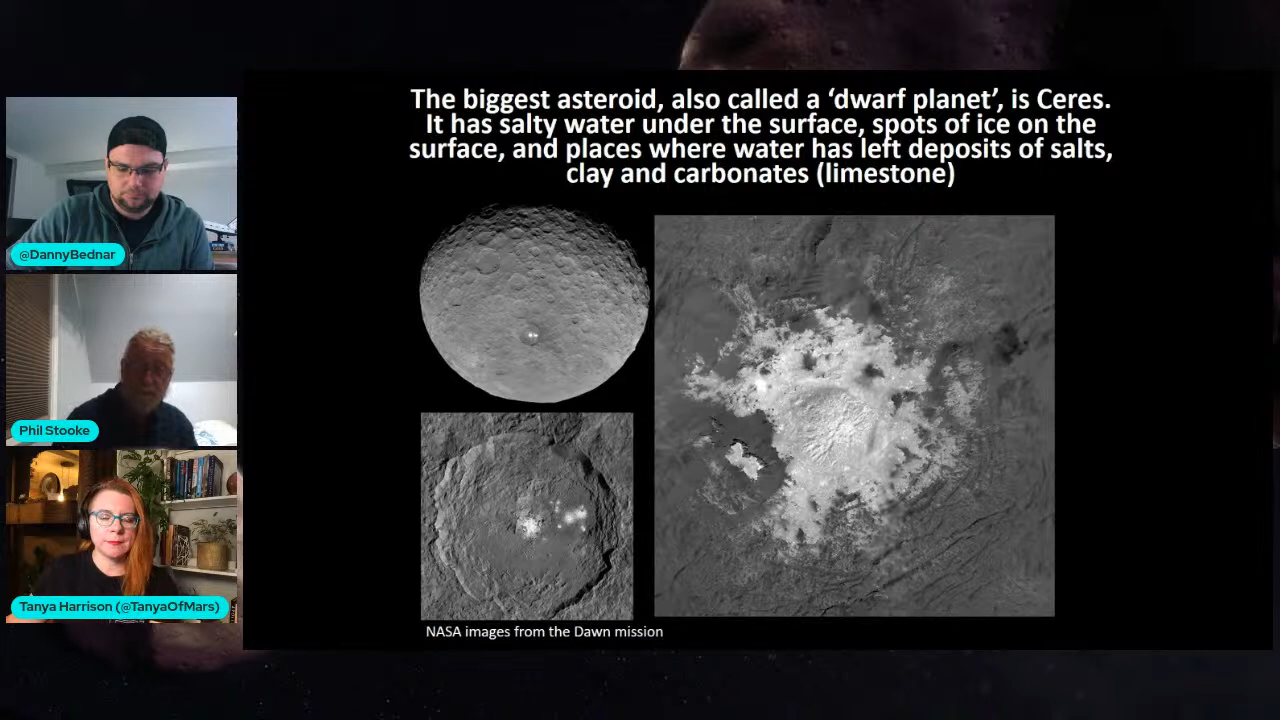 The biggest asteroid, also called a ‘dwarf planet’, is Ceres.
It has salty water under the surface, spots of ice on the
surface, and places where water has left deposits of salts,
clay and carbonates (limestone)
@DannyBednar
Phil Stooke
Tanya Harrison (@TanyaOfMars)
NASA images from the Dawn mission